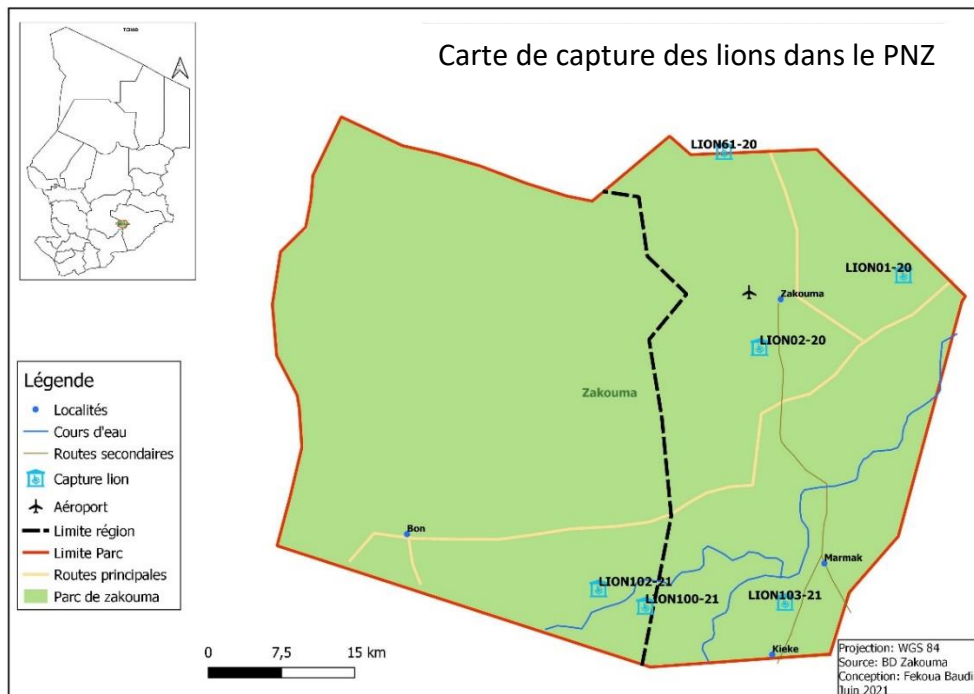 TCHAD
Carte de capture des lions dans le PNZ
LION61-20
LION01-20
Zakouma
LION02-20
Zakouma
Légende
Localités
Cours d'eau
Routes secondaires
Capture lion
Aéroport
Limite région
Limite Parc
Routes principales
Parc de zakouma
Bon
Marmak
LION102-21
LION100-21
LION103-21
Kieke
0 7,5 15 km
Projection: WGS 84
Source: BD Zakouma
Conception: Fekoua Baudi
Juin 2021